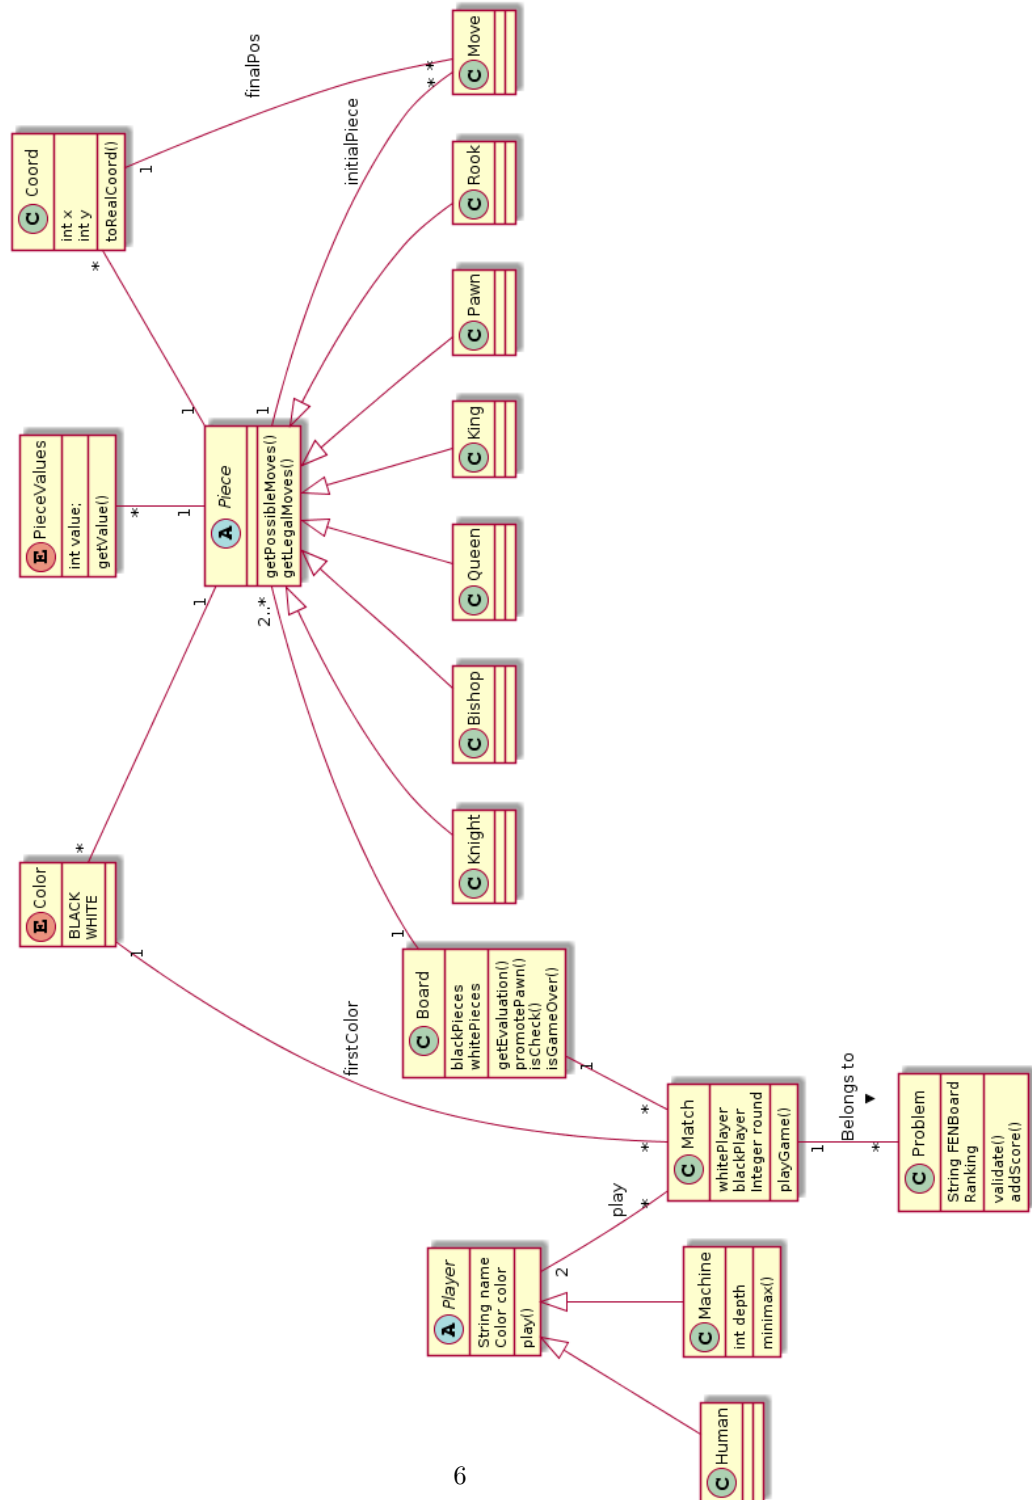 C Coord
int x
int y
toRealCoord()
E PieceValues
int value;
getValue()
E Color
BLACK
WHITE
A Piece
getPossibleMoves()
getLegalMoves()
C Move
C Rook
C Pawn
C King
C Queen
C Bishop
C Knight
C Board
blackPieces
whitePieces
getEvaluation()
promotePawn()
isCheck()
isGameOver()
C Match
whitePlayer
blackPlayer
Integer round
playGame()
C Problem
String FENBoard
Ranking
validate()
addScore()
A Player
String name
Color color
play()
C Machine
int depth
minimax()
C Human
finalPos
1
*
initialPiece
1
*
*
1
*
1
*
1
2..*
1
firstColor
1
*
1
*
play
2
*
Belongs to
▼
1
*
6